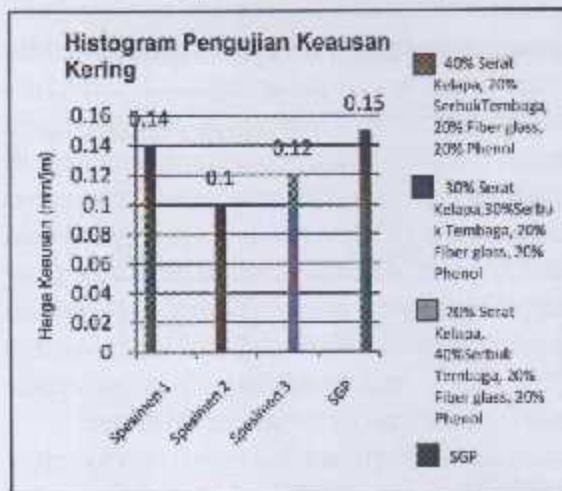 Histogram Pengujian Keausan
Kering
Harga Keausan (mm/jam)
0.16
0.14
0.12
0.1
0.08
0.06
0.04
0.02
0
0.14
0.1
0.12
0.15
Spesimen 1
Spesimen 2
Spesimen 3
SGP
40% Serat
Kelapa, 20%
SerbukTembaga,
20% Fiber glass,
20% Phenol
30% Serat
Kelapa,30%Serbu
k Tembaga, 20%
Fiber glass, 20%
Phenol
20% Serat
Kelapa,
40%Serbuk
Tembaga, 20%
Fiber glass, 20%
Phenol
SGP